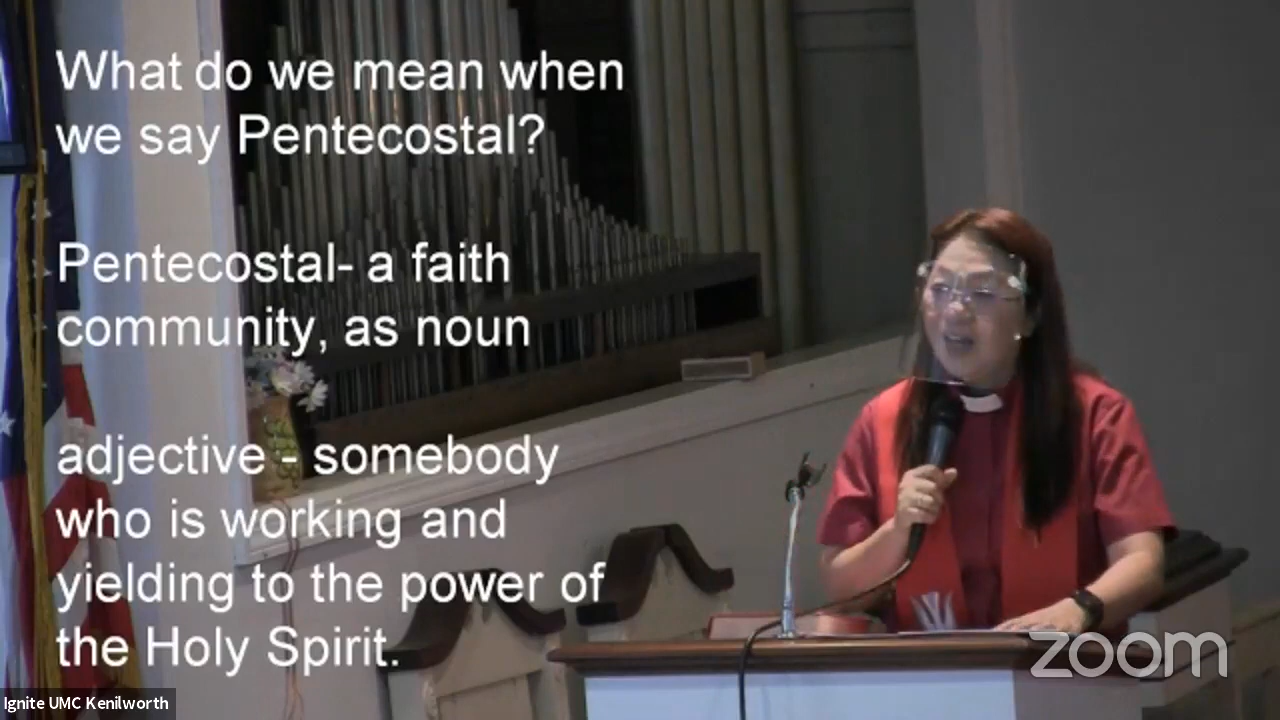 What do we mean when
we say Pentecostal?
Pentecostal- a faith
community, as noun
adjective - somebody
who is working and
yielding to the power of
the Holy Spirit.
zoom
Ignite UMC Kenilworth